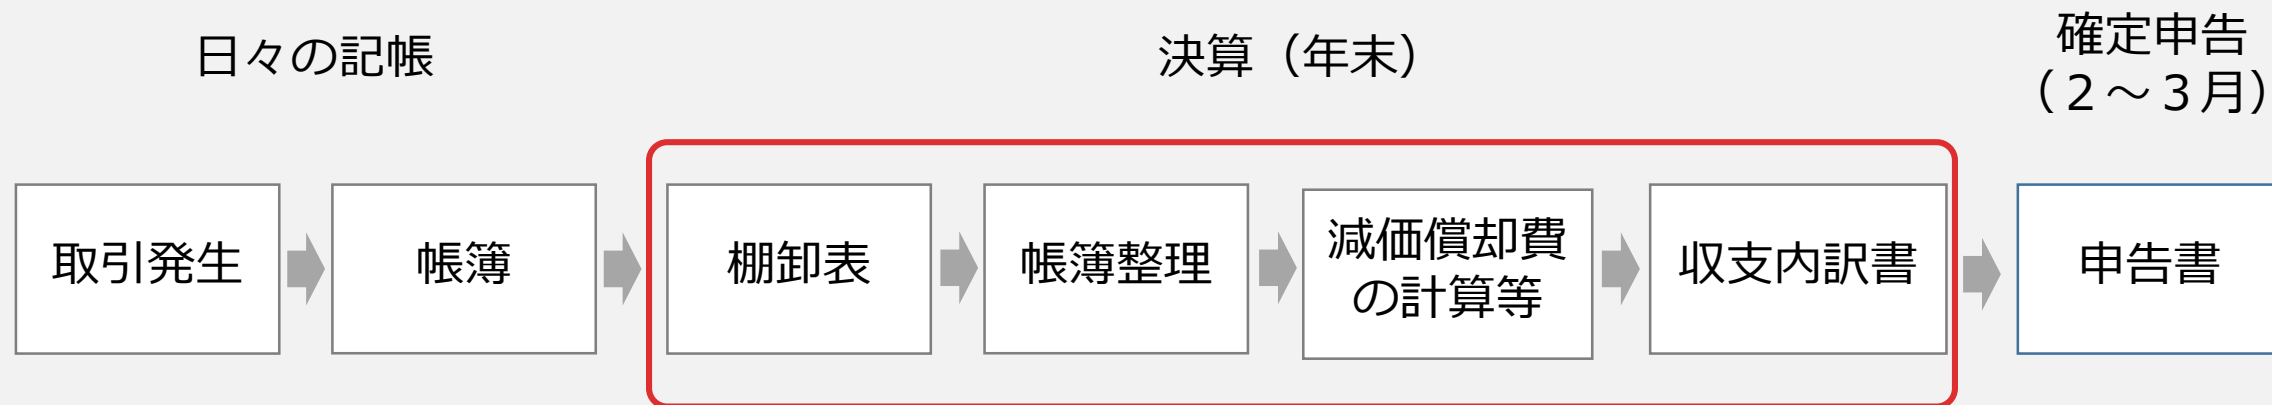 日々の記帳
決算（年末）
確定申告
（２～３月）
取引発生
帳簿
棚卸表
帳簿整理
減価償却費
の計算等
収支内訳書
申告書